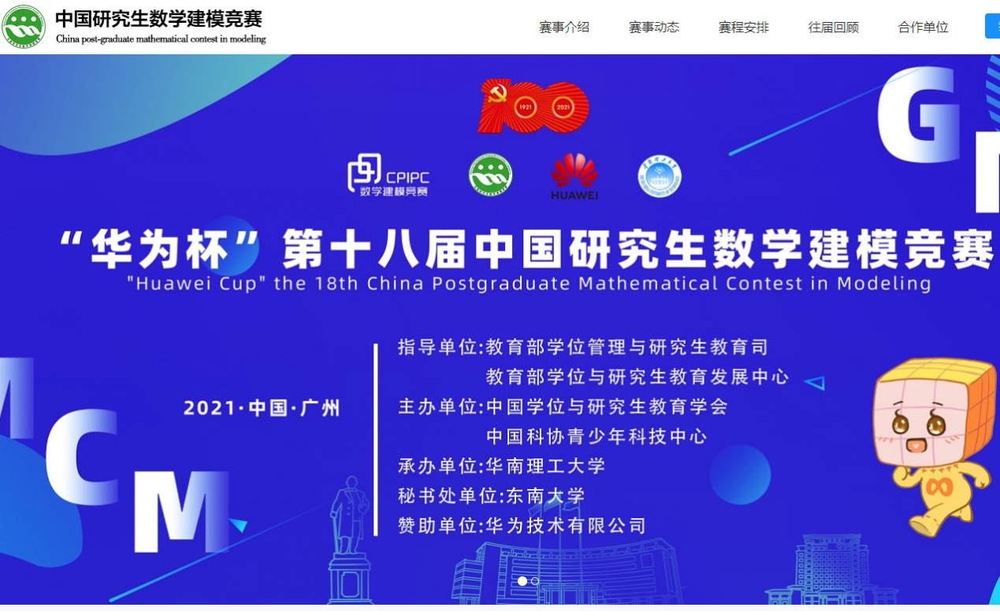 中国研究生数学建模竞赛
China post-graduate mathematical contest in modeling
赛事介绍 赛事动态 赛程安排 往届回顾 合作单位
1921 2021
CPIPC
数学建模竞赛
HUAWEI
G
“华为杯” 第十八届中国研究生数学建模竞赛
"Huawei Cup" the 18th China Postgraduate Mathematical Contest in Modeling
指导单位:教育部学位管理与研究生教育司
教育部学位与研究生教育发展中心
2021·中国·广州
主办单位:中国学位与研究生教育学会
中国科协青少年科技中心
承办单位:华南理工大学
秘书处单位:东南大学
赞助单位:华为技术有限公司
M
C
M